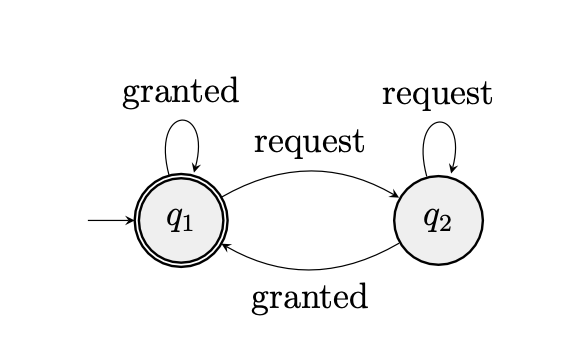 granted
request
request
q₁
q₂
granted